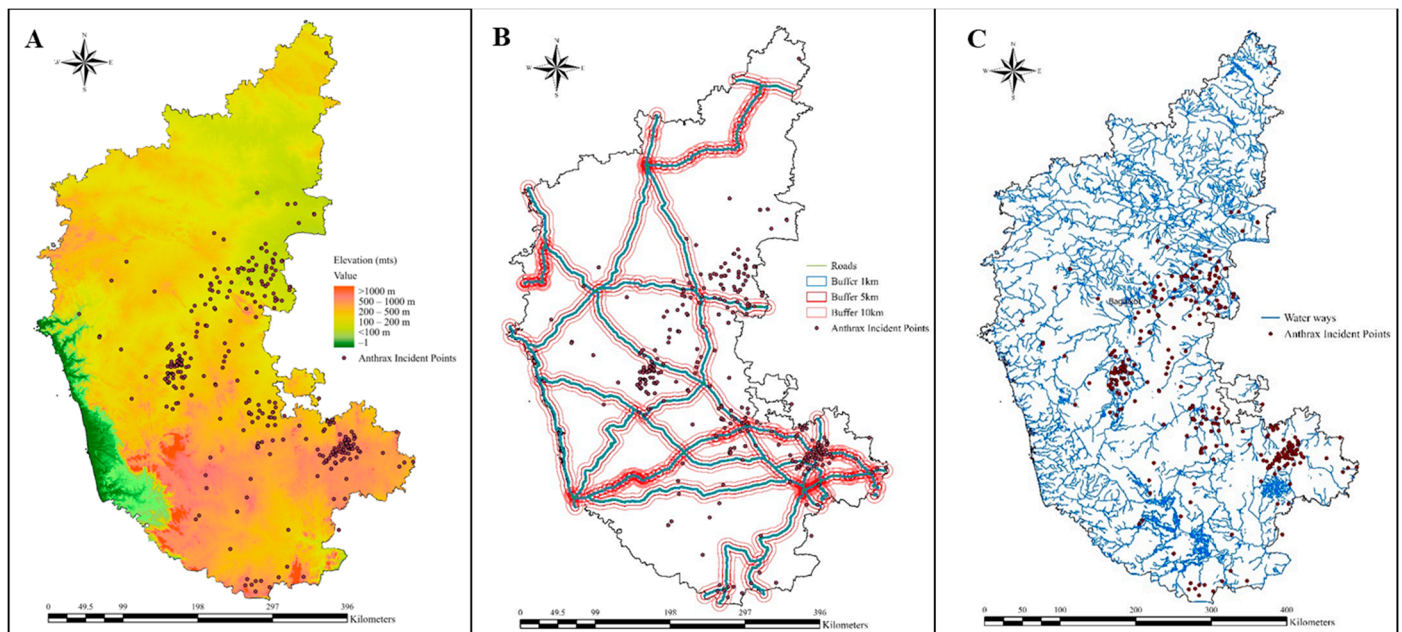 A
N
W
E
S
Elevation (mts)
Value
>1000 m
500 – 1000 m
200 – 500 m
100 – 200 m
<100 m
–1
Anthrax Incident Points
0 49.5 99 198 297 396
Kilometers
B
N
W
E
S
Roads
Buffer 1km
Buffer 5km
Buffer 10km
Anthrax Incident Points
0 49.5 99 198 297 396
Kilometers
C
N
W
E
S
Water ways
Anthrax Incident Points
0 50 100 200 300 400
Kilometers